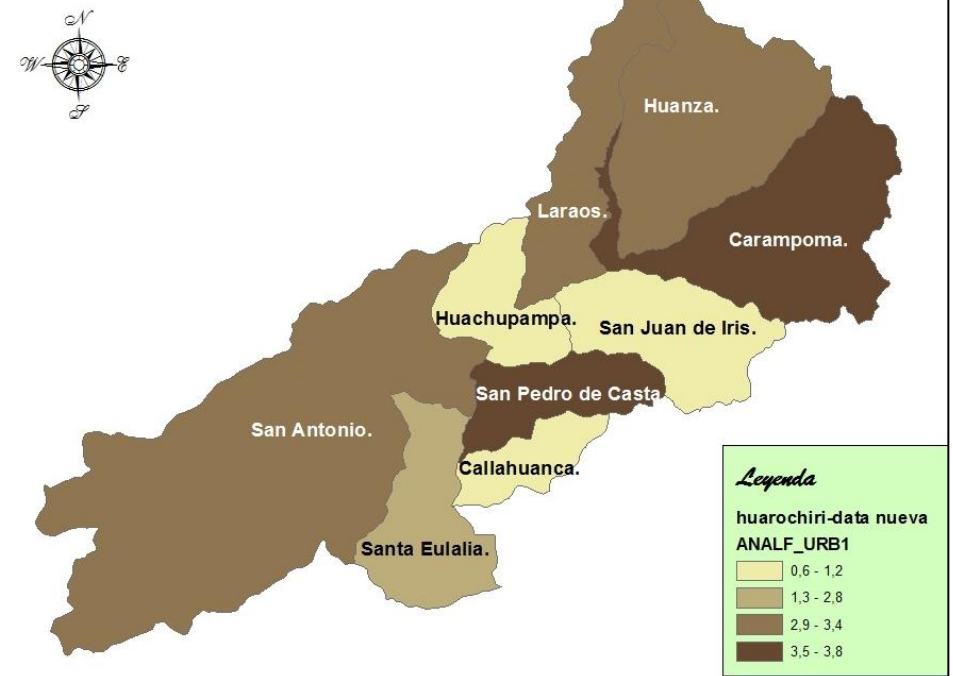 N
W E
S
Huanza.
Laraos.
Carampoma.
Huachupampa.
San Juan de Iris.
San Pedro de Casta
San Antonio.
Callahuanca.
Santa Eulalia.
Leyenda
huarochiri-data nueva
ANALF_URB1
0,6 - 1,2
1,3 - 2,8
2,9 - 3,4
3,5 - 3,8